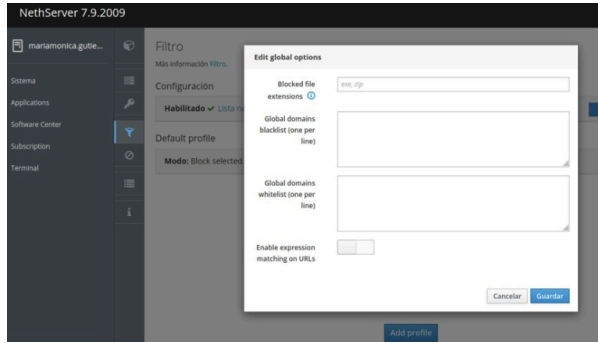 NethServer 7.9.2009
mariamonica.gutie...
Sistema
Applications
Software Center
Subscription
Terminal
Filtro
Más información Filtro.
Configuración
Habilitado ✓ Lista
Default profile
Modo: Block selected
Edit global options
Blocked file
extensions
exe, zip
Global domains
blacklist (one per
line)
Global domains
whitelist (one per
line)
Enable expression
matching on URLs
Cancelar Guardar
Add profile